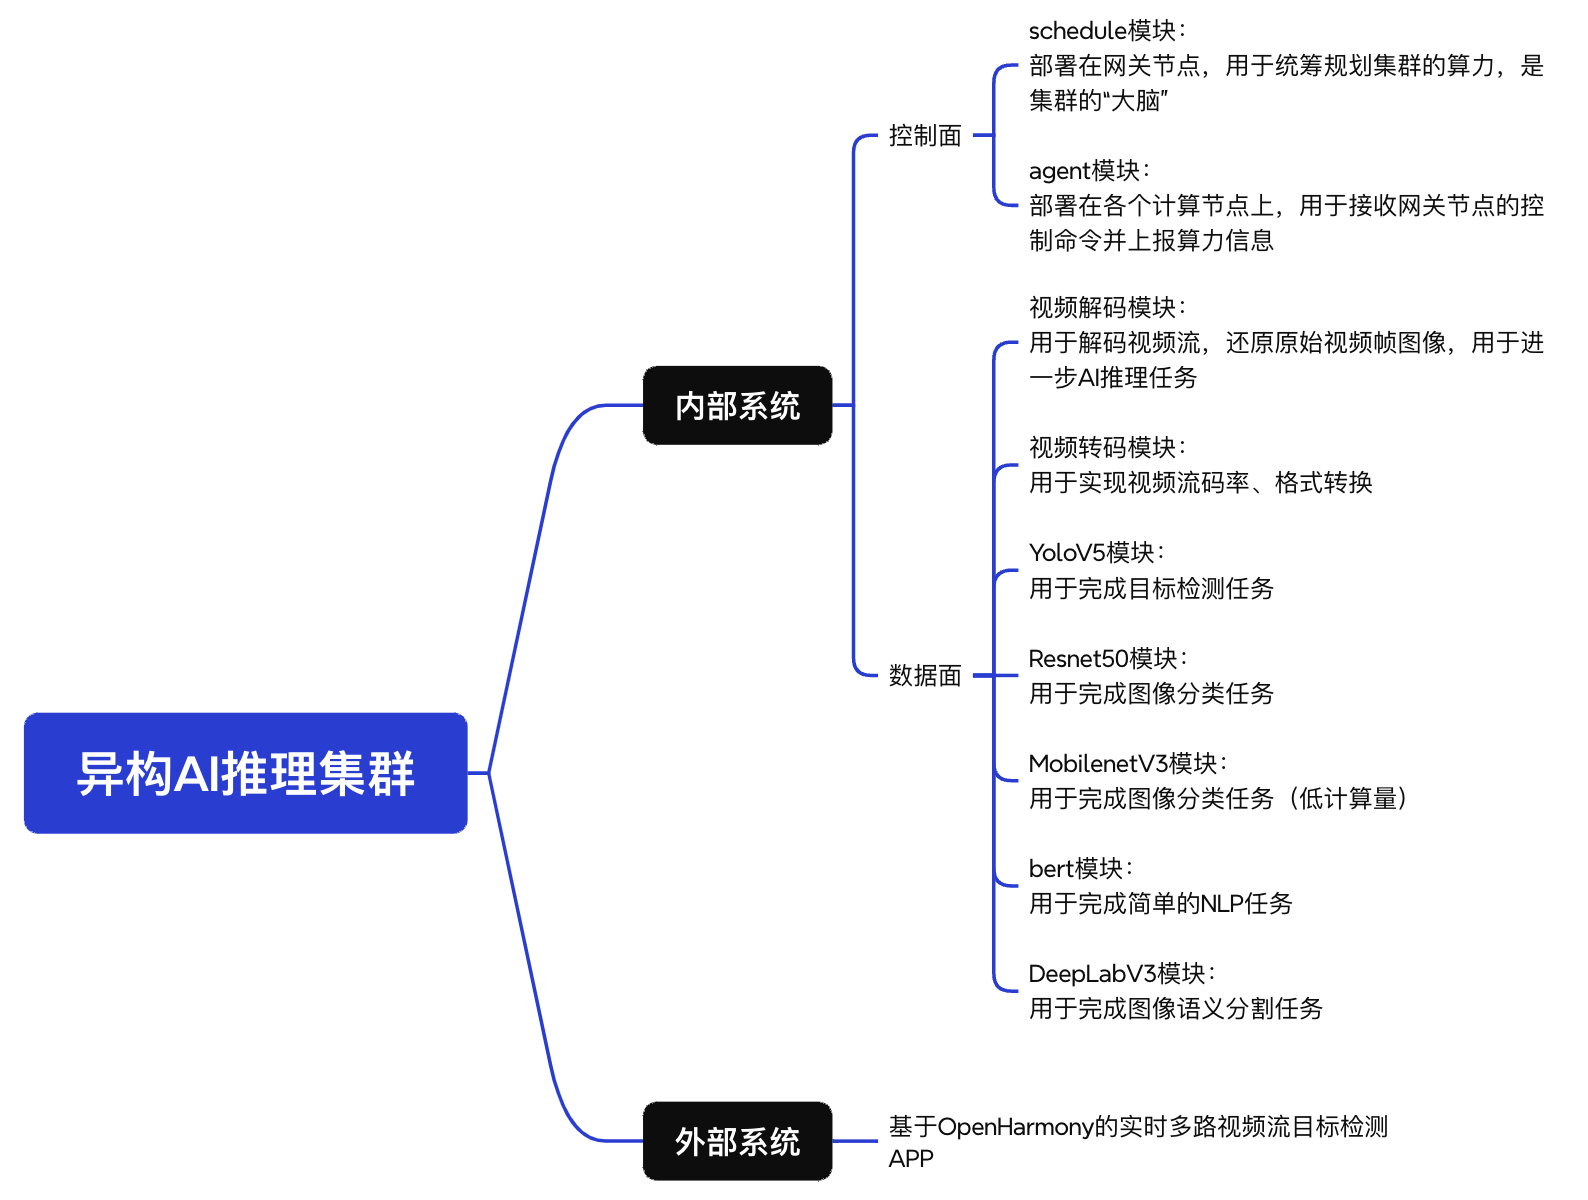 异构AI推理集群
内部系统
控制面
schedule模块：
部署在网关节点，用于统筹规划集群的算力，是
集群的“大脑”
agent模块：
部署在各个计算节点上，用于接收网关节点的控
制命令并上报算力信息
数据面
视频解码模块：
用于解码视频流，还原原始视频帧图像，用于进
一步AI推理任务
视频转码模块：
用于实现视频流码率、格式转换
YoloV5模块：
用于完成目标检测任务
Resnet50模块：
用于完成图像分类任务
MobilenetV3模块：
用于完成图像分类任务（低计算量）
bert模块：
用于完成简单的NLP任务
DeepLabV3模块：
用于完成图像语义分割任务
外部系统
基于OpenHarmony的实时多路视频流目标检测
APP